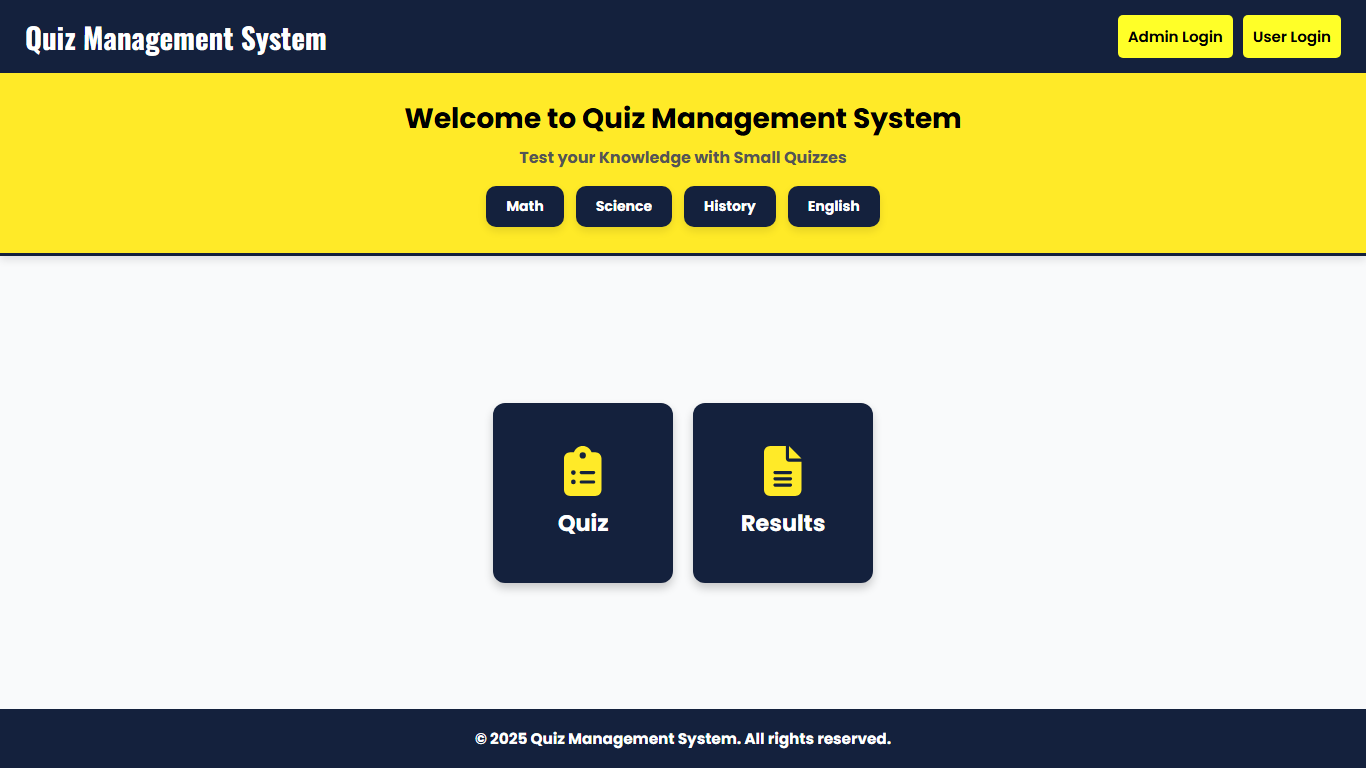 Quiz Management System
Admin Login
User Login
Welcome to Quiz Management System
Test your Knowledge with Small Quizzes
Math
Science
History
English
Quiz
Results
© 2025 Quiz Management System. All rights reserved.